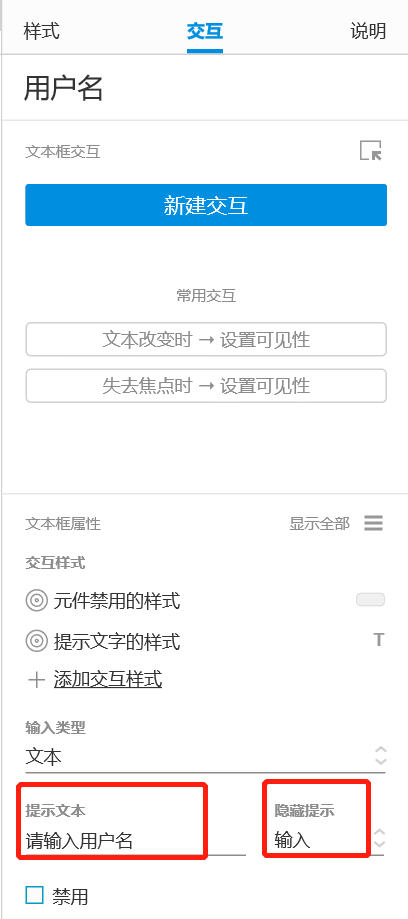 样式 交互 说明
用户名
文本框交互
新建交互
常用交互
文本改变时 → 设置可见性
失去焦点时 → 设置可见性
文本框属性 显示全部
交互样式
元件禁用的样式
提示文字的样式 T
添加交互样式
输入类型
文本
提示文本 隐藏提示
请输入用户名 输入
禁用